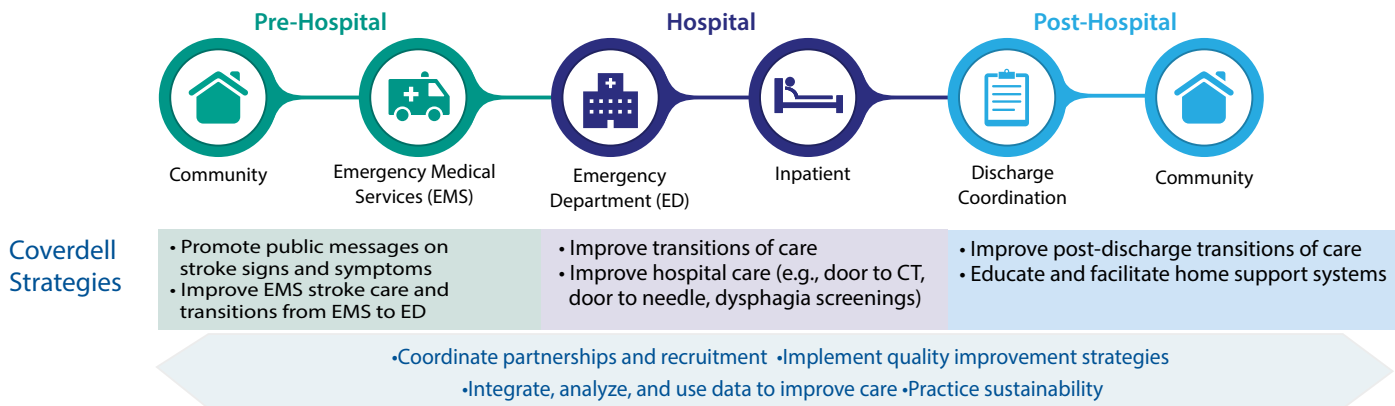 Pre-Hospital
Hospital
Post-Hospital
Community
Emergency Medical
Services (EMS)
Emergency
Department (ED)
Inpatient
Discharge
Coordination
Community
Coverdell
Strategies
• Promote public messages on
stroke signs and symptoms
• Improve EMS stroke care and
transitions from EMS to ED
• Improve transitions of care
• Improve hospital care (e.g., door to CT,
door to needle, dysphagia screenings)
• Improve post-discharge transitions of care
• Educate and facilitate home support systems
•Coordinate partnerships and recruitment •Implement quality improvement strategies
•Integrate, analyze, and use data to improve care •Practice sustainability